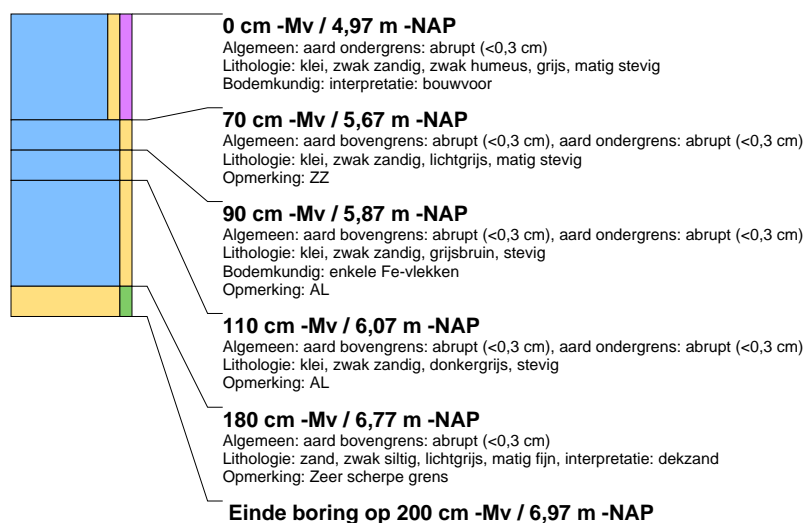 0 cm -Mv / 4,97 m -NAP
Algemeen: aard ondergrens: abrupt (<0,3 cm)
Lithologie: klei, zwak zandig, zwak humeus, grijs, matig stevig
Bodemkundig: interpretatie: bouwvoor
70 cm -Mv / 5,67 m -NAP
Algemeen: aard bovengrens: abrupt (<0,3 cm), aard ondergrens: abrupt (<0,3 cm)
Lithologie: klei, zwak zandig, lichtgrijs, matig stevig
Opmerking: ZZ
90 cm -Mv / 5,87 m -NAP
Algemeen: aard bovengrens: abrupt (<0,3 cm), aard ondergrens: abrupt (<0,3 cm)
Lithologie: klei, zwak zandig, grijsbruin, stevig
Bodemkundig: enkele Fe-vlekken
Opmerking: AL
110 cm -Mv / 6,07 m -NAP
Algemeen: aard bovengrens: abrupt (<0,3 cm), aard ondergrens: abrupt (<0,3 cm)
Lithologie: klei, zwak zandig, donkergrijs, stevig
Opmerking: AL
180 cm -Mv / 6,77 m -NAP
Algemeen: aard bovengrens: abrupt (<0,3 cm)
Lithologie: zand, zwak siltig, lichtgrijs, matig fijn, interpretatie: dekzand
Opmerking: Zeer scherpe grens
Einde boring op 200 cm -Mv / 6,97 m -NAP